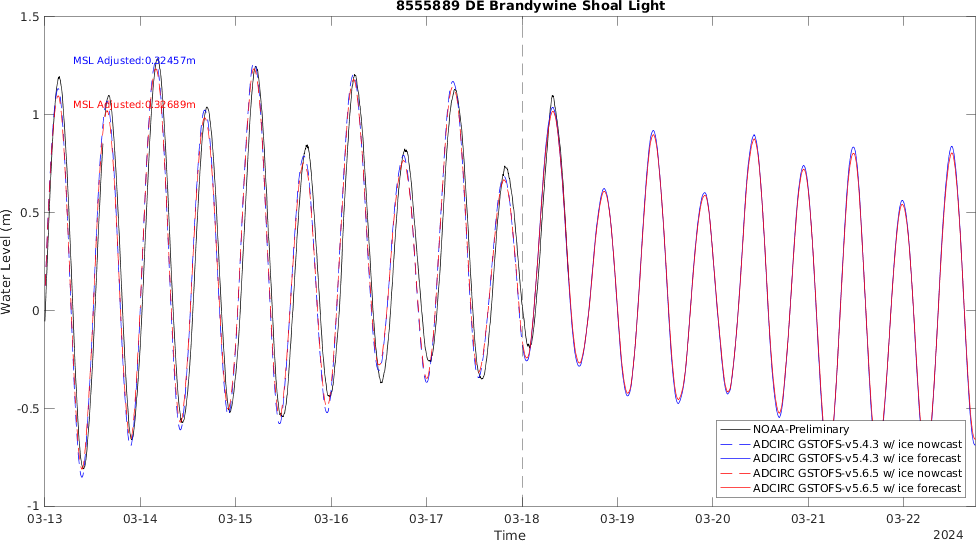 8555889 DE Brandywine Shoal Light
1.5
MSL Adjusted:0.32457m
MSL Adjusted:0.32689m
1
0.5
0
-0.5
-1
Water Level (m)
NOAA-Preliminary
ADCIRC GSTOFS-v5.4.3 w/ ice nowcast
ADCIRC GSTOFS-v5.4.3 w/ ice forecast
ADCIRC GSTOFS-v5.6.5 w/ ice nowcast
ADCIRC GSTOFS-v5.6.5 w/ ice forecast
03-13 03-14 03-15 03-16 03-17 03-18 03-19 03-20 03-21 03-22
Time
2024